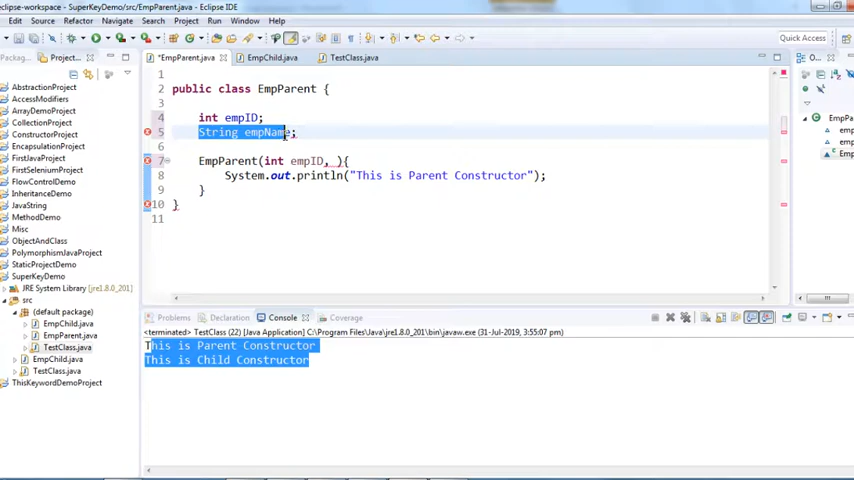 eclipse-workspace - SuperKeyDemo/src/EmpParent.java - Eclipse IDE
Edit Source Refactor Navigate Search Project Run Window Help
Quick Access
Packag...
Project...
*EmpParent.java
EmpChild.java
TestClass.java
O...
AbstractionProject
AccessModifiers
ArrayDemoProject
CollectionProject
ConstructorProject
EncapsulationProject
FirstJavaProject
FirstSeleniumProject
FlowControlDemo
InheritanceDemo
JavaString
MethodDemo
Misc
ObjectAndClass
PolymorphismJavaProject
StaticProjectDemo
SuperKeyDemo
JRE System Library [jre1.8.0_201]
src
(default package)
EmpChild.java
EmpParent.java
TestClass.java
EmpChild.java
TestClass.java
ThisKeywordDemoProject
1
2 public class EmpParent {
3
4 int empID;
5 String empName;
6
7 EmpParent(int empID, ){
8 System.out.println("This is Parent Constructor");
9 }
10 }
11
EmpPa
emp
emp
Emp
Problems
Declaration
Console
Coverage
<terminated> TestClass (22) [Java Application] C:\Program Files\Java\jre1.8.0_201\bin\javaw.exe (31-Jul-2019, 3:55:07 pm)
This is Parent Constructor
This is Child Constructor